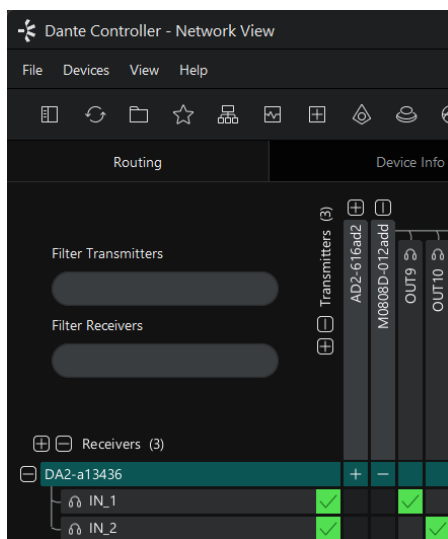 Dante Controller - Network View
File Devices View Help
Routing
Device Info
Filter Transmitters
Filter Receivers
Transmitters (3)
AD2-616ad2
M0808D-012add
OUT9
OUT10
Receivers (3)
DA2-a13436
IN_1
IN_2